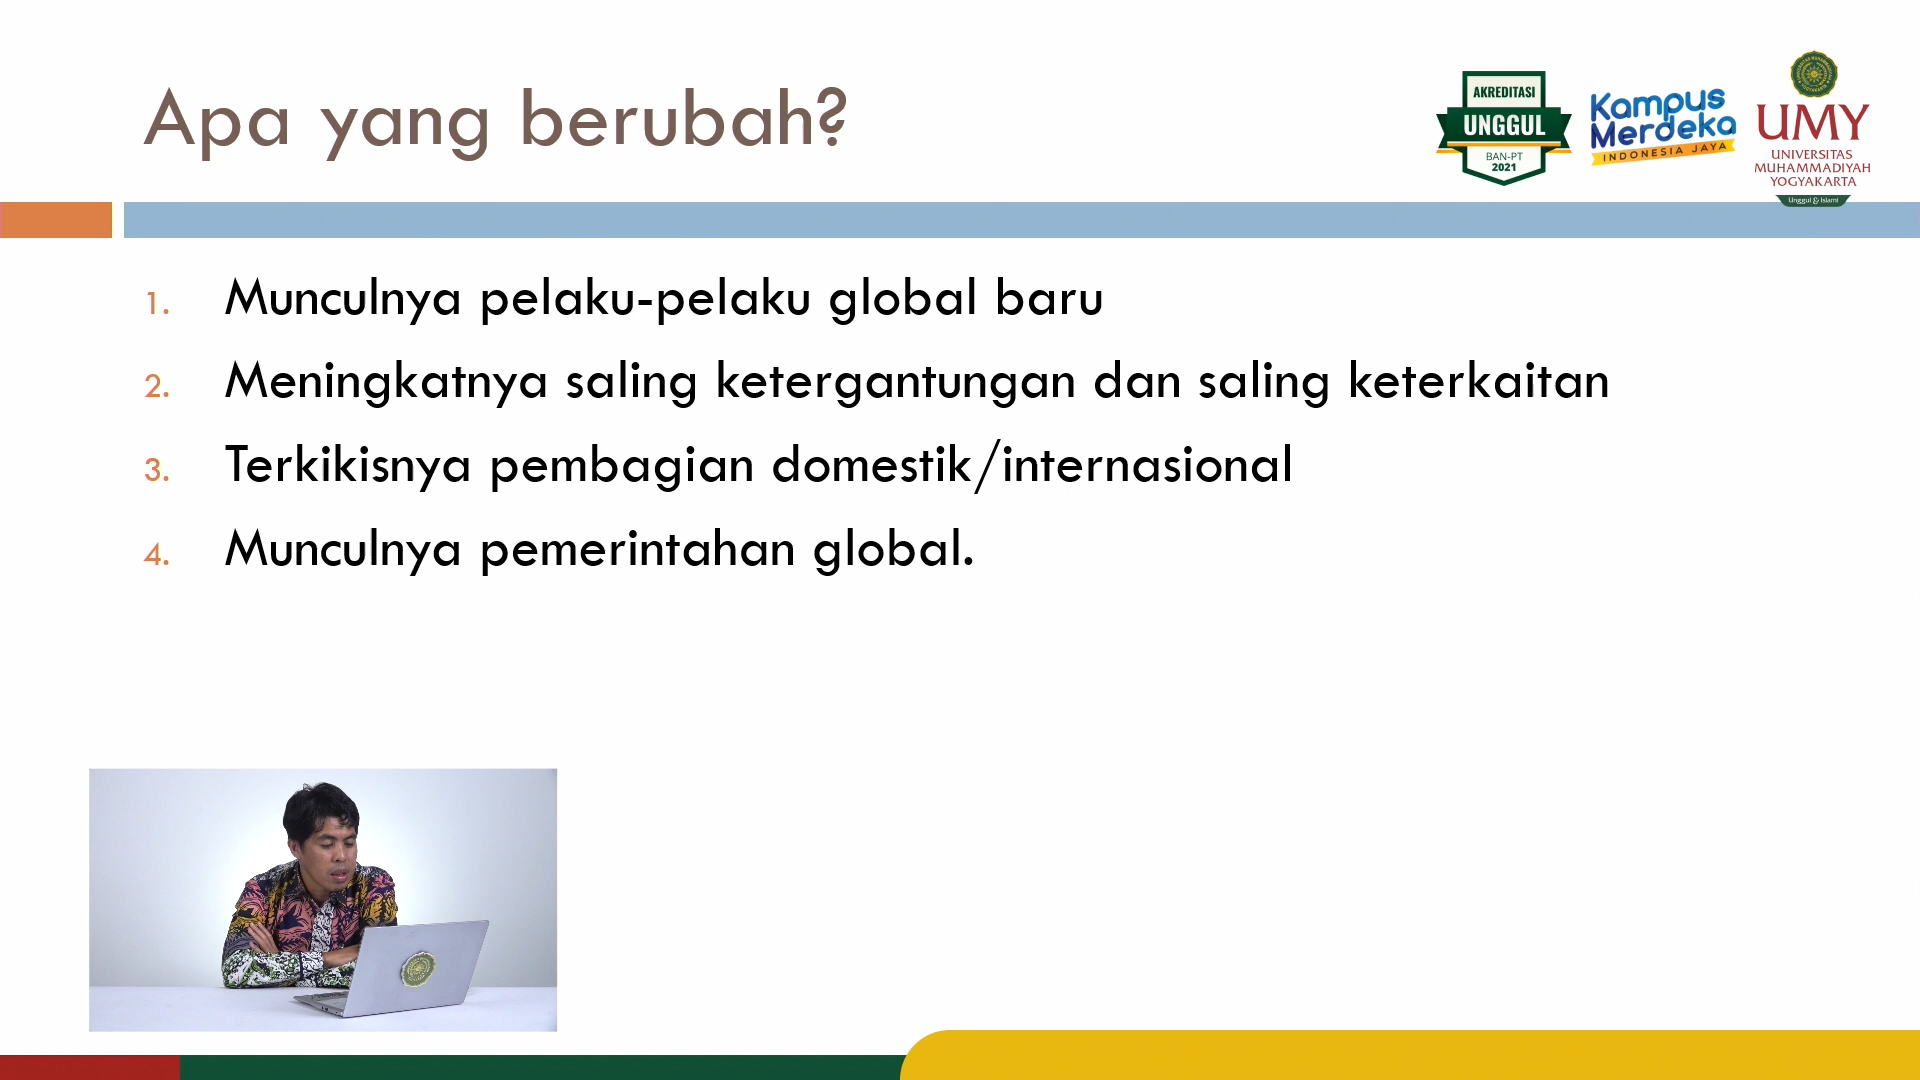 Apa yang berubah?
AKREDITASI
UNGGUL
BAN-PT
2021
Kampus
Merdeka
INDONESIA JAYA
UMY
UNIVERSITAS
MUHAMMADIYAH
YOGYAKARTA
Unggul & Islami
1. Munculnya pelaku-pelaku global baru
2. Meningkatnya saling ketergantungan dan saling keterkaitan
3. Terkikisnya pembagian domestik/internasional
4. Munculnya pemerintahan global.